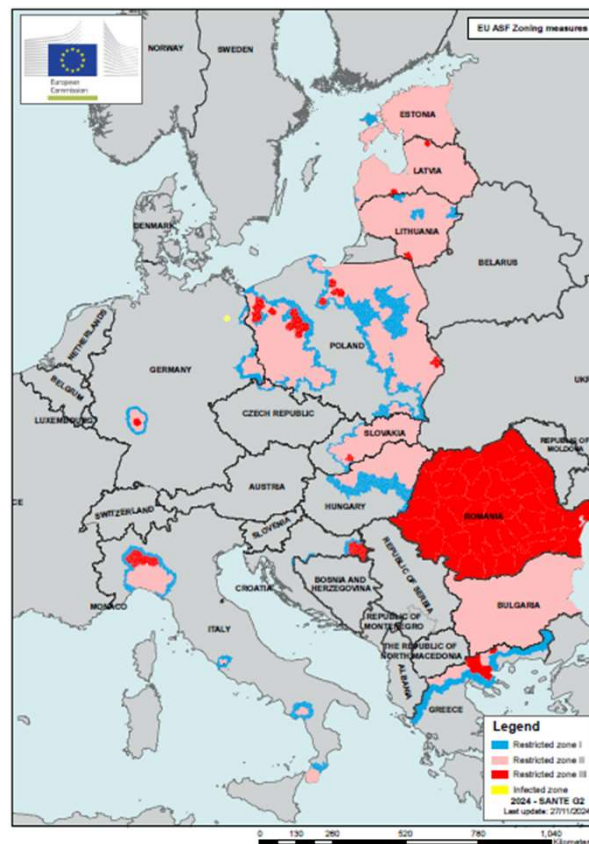 EU ASF Zoning measures
European
Commission
NORWAY
SWEDEN
ESTONIA
LATVIA
LITHUANIA
DENMARK
BELARUS
NETHERLANDS
POLAND
GERMANY
BELGIUM
LUXEMBOURG
CZECH REPUBLIC
UKR
SLOVAKIA
REPUBLIC OF
MOLDOVA
CE
AUSTRIA
HUNGARY
SWITZERLAND
SLOVENIA
ROMANIA
BOSNIA AND
HERZEGOVINA
REPUBLIC OF SERBIA
MONACO
CROATIA
BULGARIA
ITALY
REPUBLIC OF
MONTENEGRO
THE REPUBLIC OF
NORTH MACEDONIA
ALBANIA
GREECE
Legend
Restricted zone I
Restricted zone II
Restricted zone III
Infected zone
2024 - SANTE G2
Last update: 27/11/2024
0 130 260 520 780 1,040
Kilometer